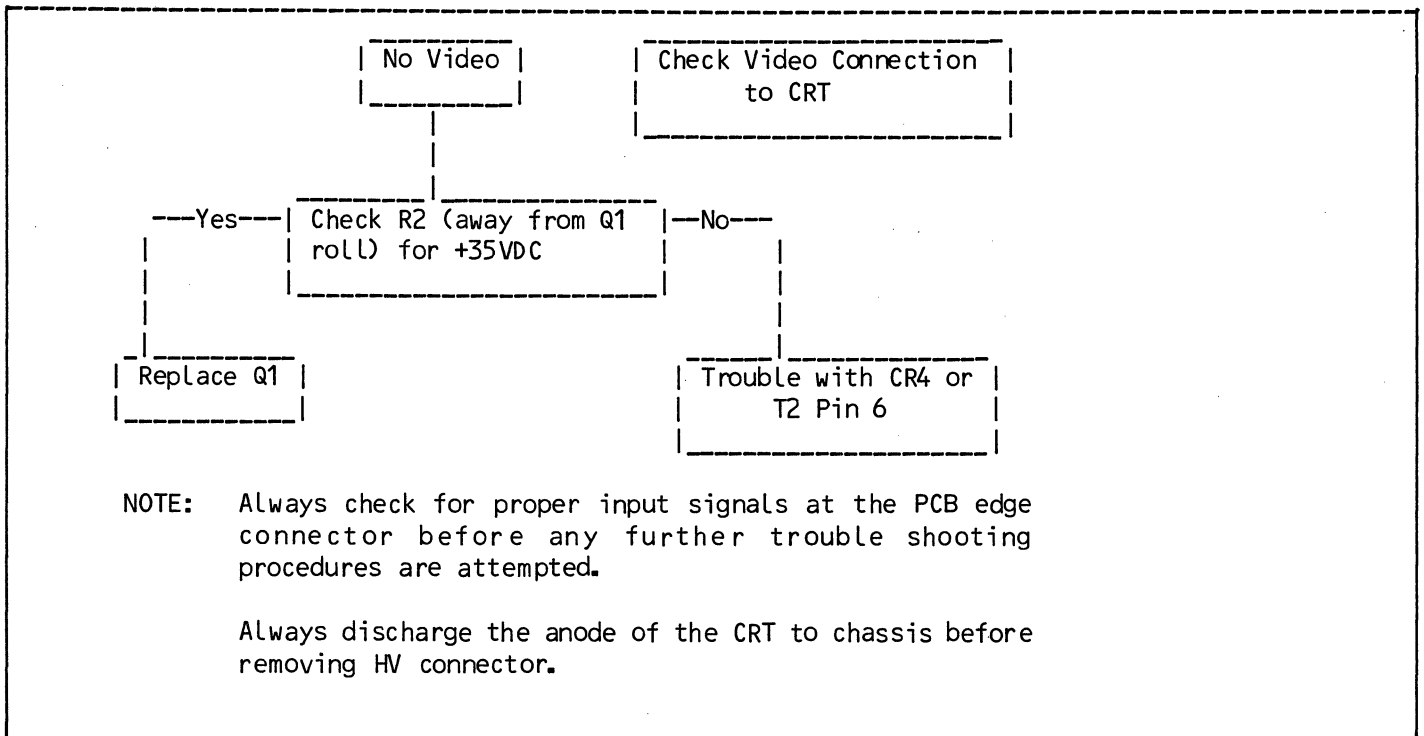 No Video
Check Video Connection
to CRT
Yes
Check R2 (away from Q1
roll) for +35VDC
No
Replace Q1
Trouble with CR4 or
T2 Pin 6
NOTE: Always check for proper input signals at the PCB edge
connector before any further trouble shooting
procedures are attempted.
Always discharge the anode of the CRT to chassis before
removing HV connector.